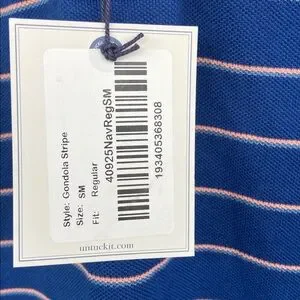 Style: Gondola Stripe
Size: SM
Fit: Regular
40925NavRegSM
193405368308
untuckit.com